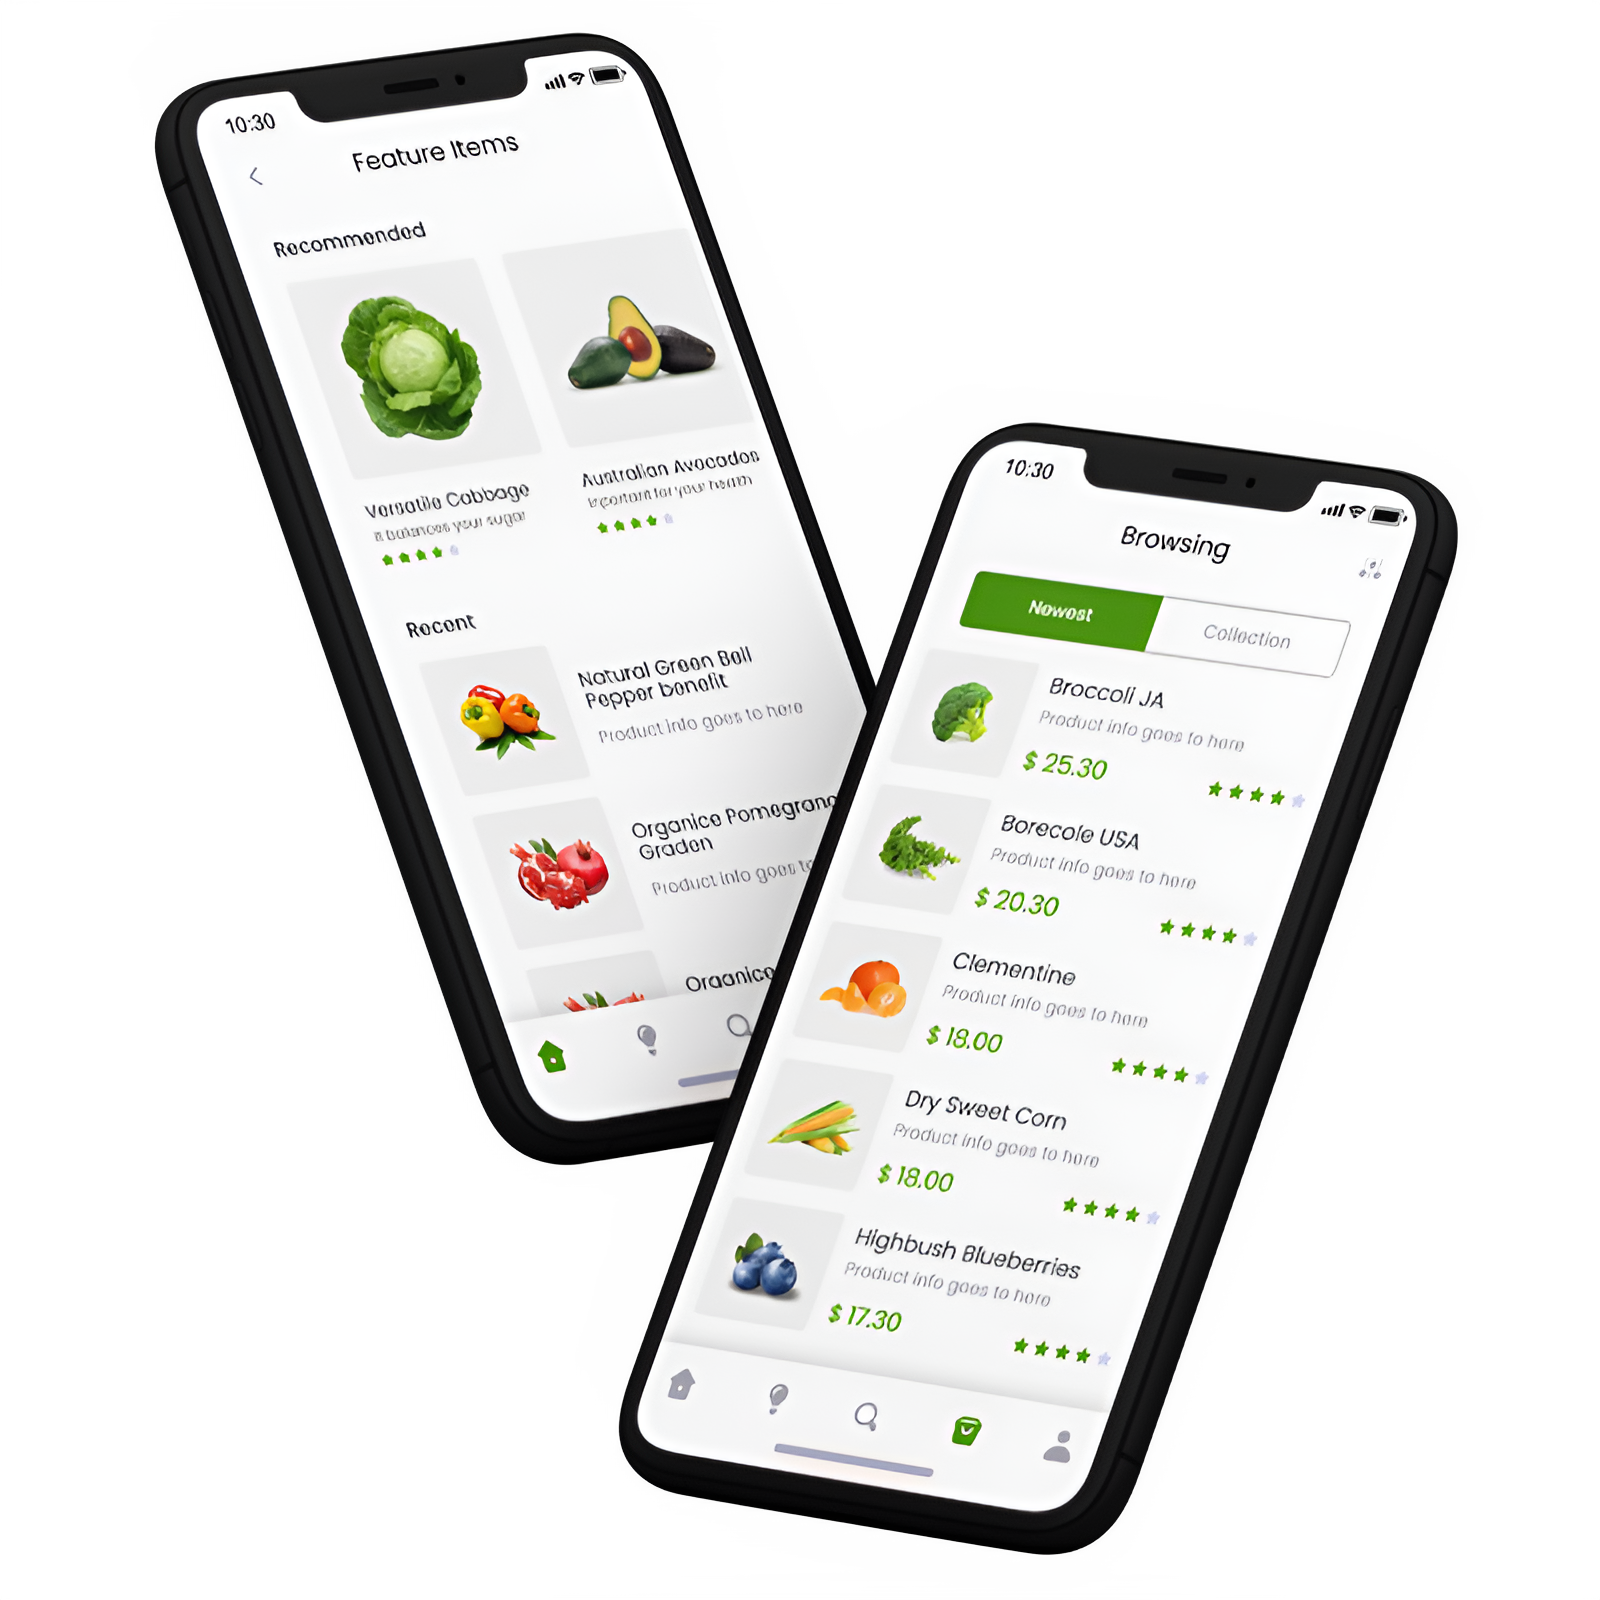 10:30
Feature Items
Recommended
Versatile Cabbage
It balances your sugar
Australian Avocados
Important for your health
Recent
Natural Green Bell
Pepper benefit
Product info goes to here
Organice Pomegrana
Graden
Product info goes to
Organice
10:30
Browsing
Newest
Collection
Broccoli JA
Product info goes to here
$ 25.30
Borecole USA
Product info goes to here
$ 20.30
Clementine
Product info goes to here
$ 18.00
Dry Sweet Corn
Product info goes to here
$ 18.00
Highbush Blueberries
Product info goes to here
$ 17.30